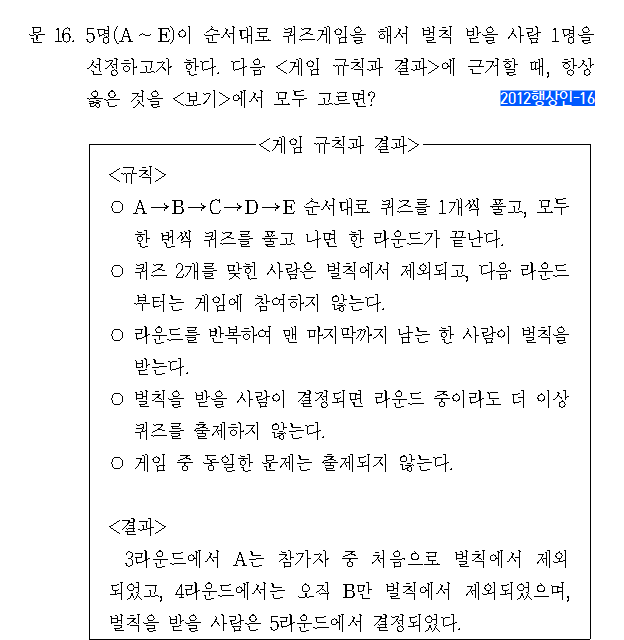 문 16. 5명(A ~ E)이 순서대로 퀴즈게임을 해서 벌칙 받을 사람 1명을
선정하고자 한다. 다음 <게임 규칙과 결과>에 근거할 때, 항상
옳은 것을 <보기>에서 모두 고르면? 2012행상인-16
<게임 규칙과 결과>
<규칙>
○ A→B→C→D→E 순서대로 퀴즈를 1개씩 풀고, 모두
한 번씩 퀴즈를 풀고 나면 한 라운드가 끝난다.
○ 퀴즈 2개를 맞힌 사람은 벌칙에서 제외되고, 다음 라운드
부터는 게임에 참여하지 않는다.
○ 라운드를 반복하여 맨 마지막까지 남는 한 사람이 벌칙을
받는다.
○ 벌칙을 받을 사람이 결정되면 라운드 중이라도 더 이상
퀴즈를 출제하지 않는다.
○ 게임 중 동일한 문제는 출제되지 않는다.
<결과>
3라운드에서 A는 참가자 중 처음으로 벌칙에서 제외
되었고, 4라운드에서는 오직 B만 벌칙에서 제외되었으며,
벌칙을 받을 사람은 5라운드에서 결정되었다.